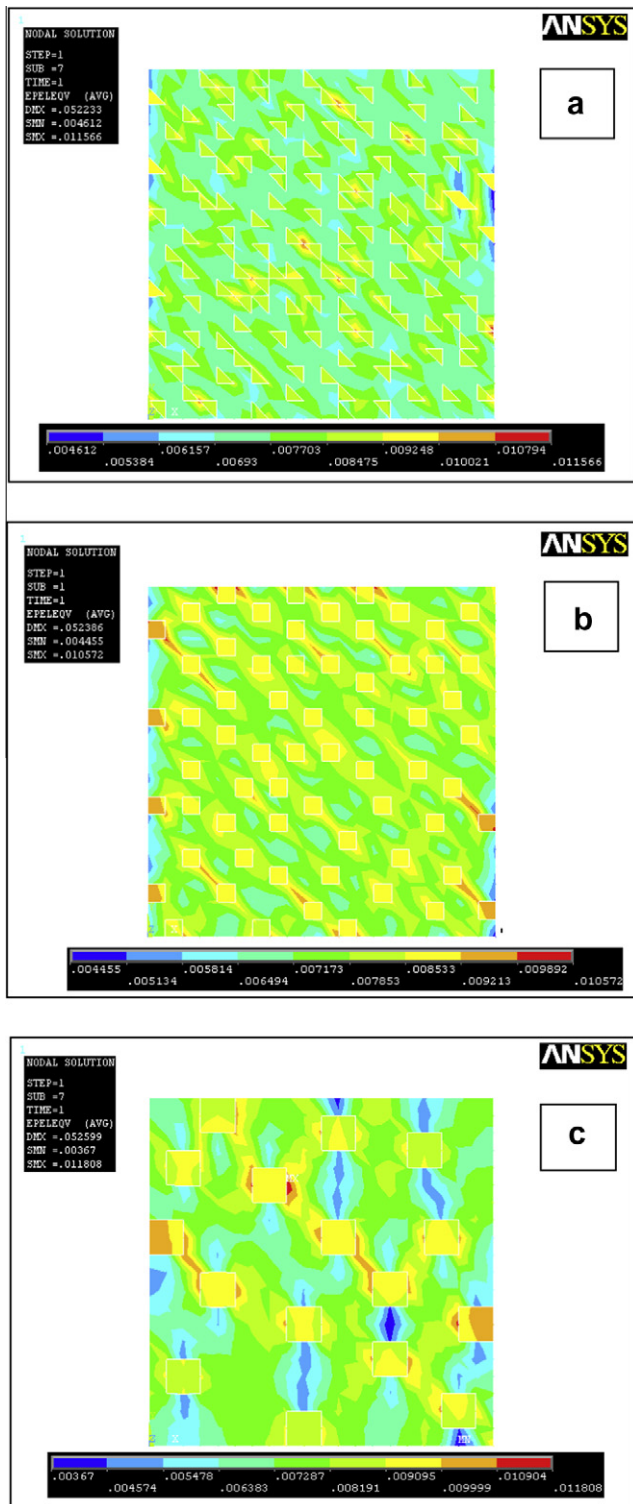 1
NODAL SOLUTION
STEP=1
SUB =7
TIME=1
EPELEQV (AVG)
DMX =.052233
SMN =.004612
SMX =.011566
ANSYS
a
Z X
.004612 .006157 .007703 .009248 .010794
.005384 .00693 .008475 .010021 .011566
1
NODAL SOLUTION
STEP=1
SUB =1
TIME=1
EPELEQV (AVG)
DMX =.052386
SMN =.004455
SMX =.010572
ANSYS
b
Z X
.004455 .005814 .007173 .008533 .009892
.005134 .006494 .007853 .009213 .010572
1
NODAL SOLUTION
STEP=1
SUB =7
TIME=1
EPELEQV (AVG)
DMX =.052599
SMN =.00367
SMX =.011808
ANSYS
c
Z X
.00367 .005478 .007287 .009095 .010904
.004574 .006383 .008191 .009999 .011808